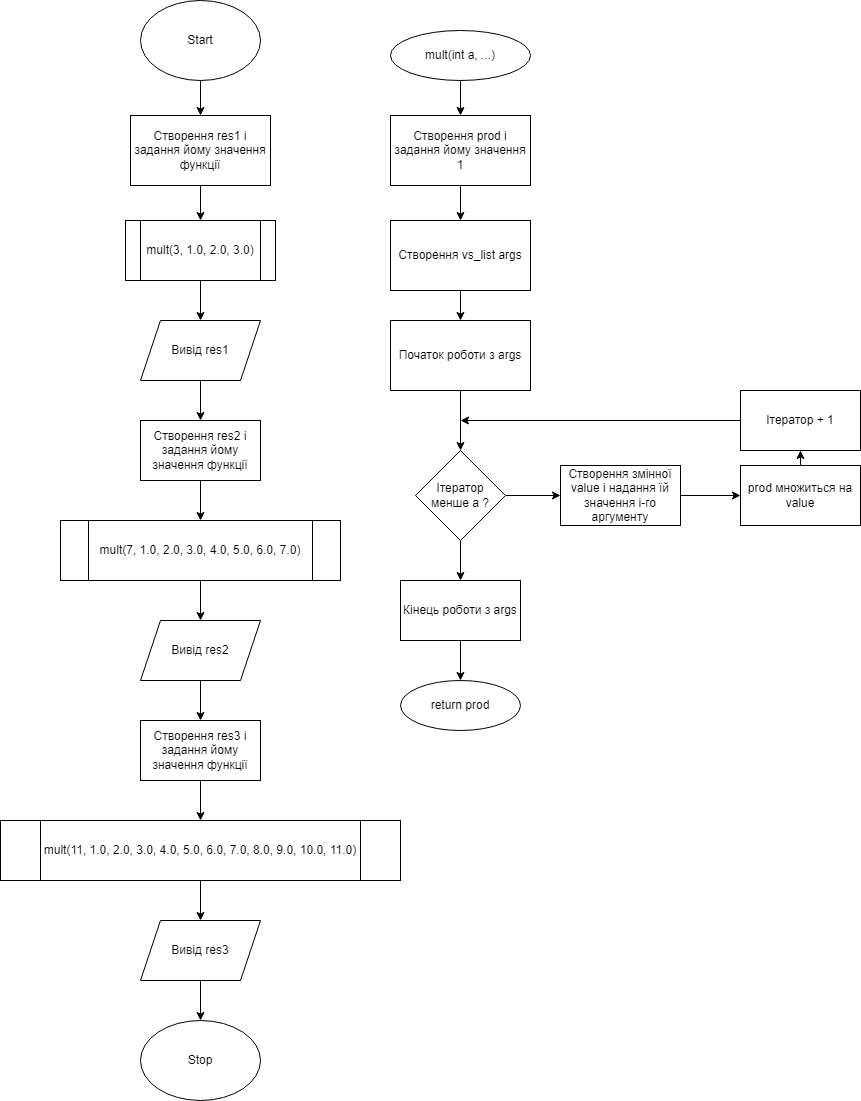 Start
Створення res1 і
задання йому значення
функції
mult(3, 1.0, 2.0, 3.0)
Вивід res1
Створення res2 і
задання йому
значення функції
mult(7, 1.0, 2.0, 3.0, 4.0, 5.0, 6.0, 7.0)
Вивід res2
Створення res3 і
задання йому
значення функції
mult(11, 1.0, 2.0, 3.0, 4.0, 5.0, 6.0, 7.0, 8.0, 9.0, 10.0, 11.0)
Вивід res3
Stop
mult(int a, ...)
Створення prod і
задання йому значення
1
Створення vs_list args
Початок роботи з args
Ітератор
менше a ?
Створення змінної
value і надання їй
значення і-го
аргументу
prod множиться на
value
Ітератор + 1
Кінець роботи з args
return prod